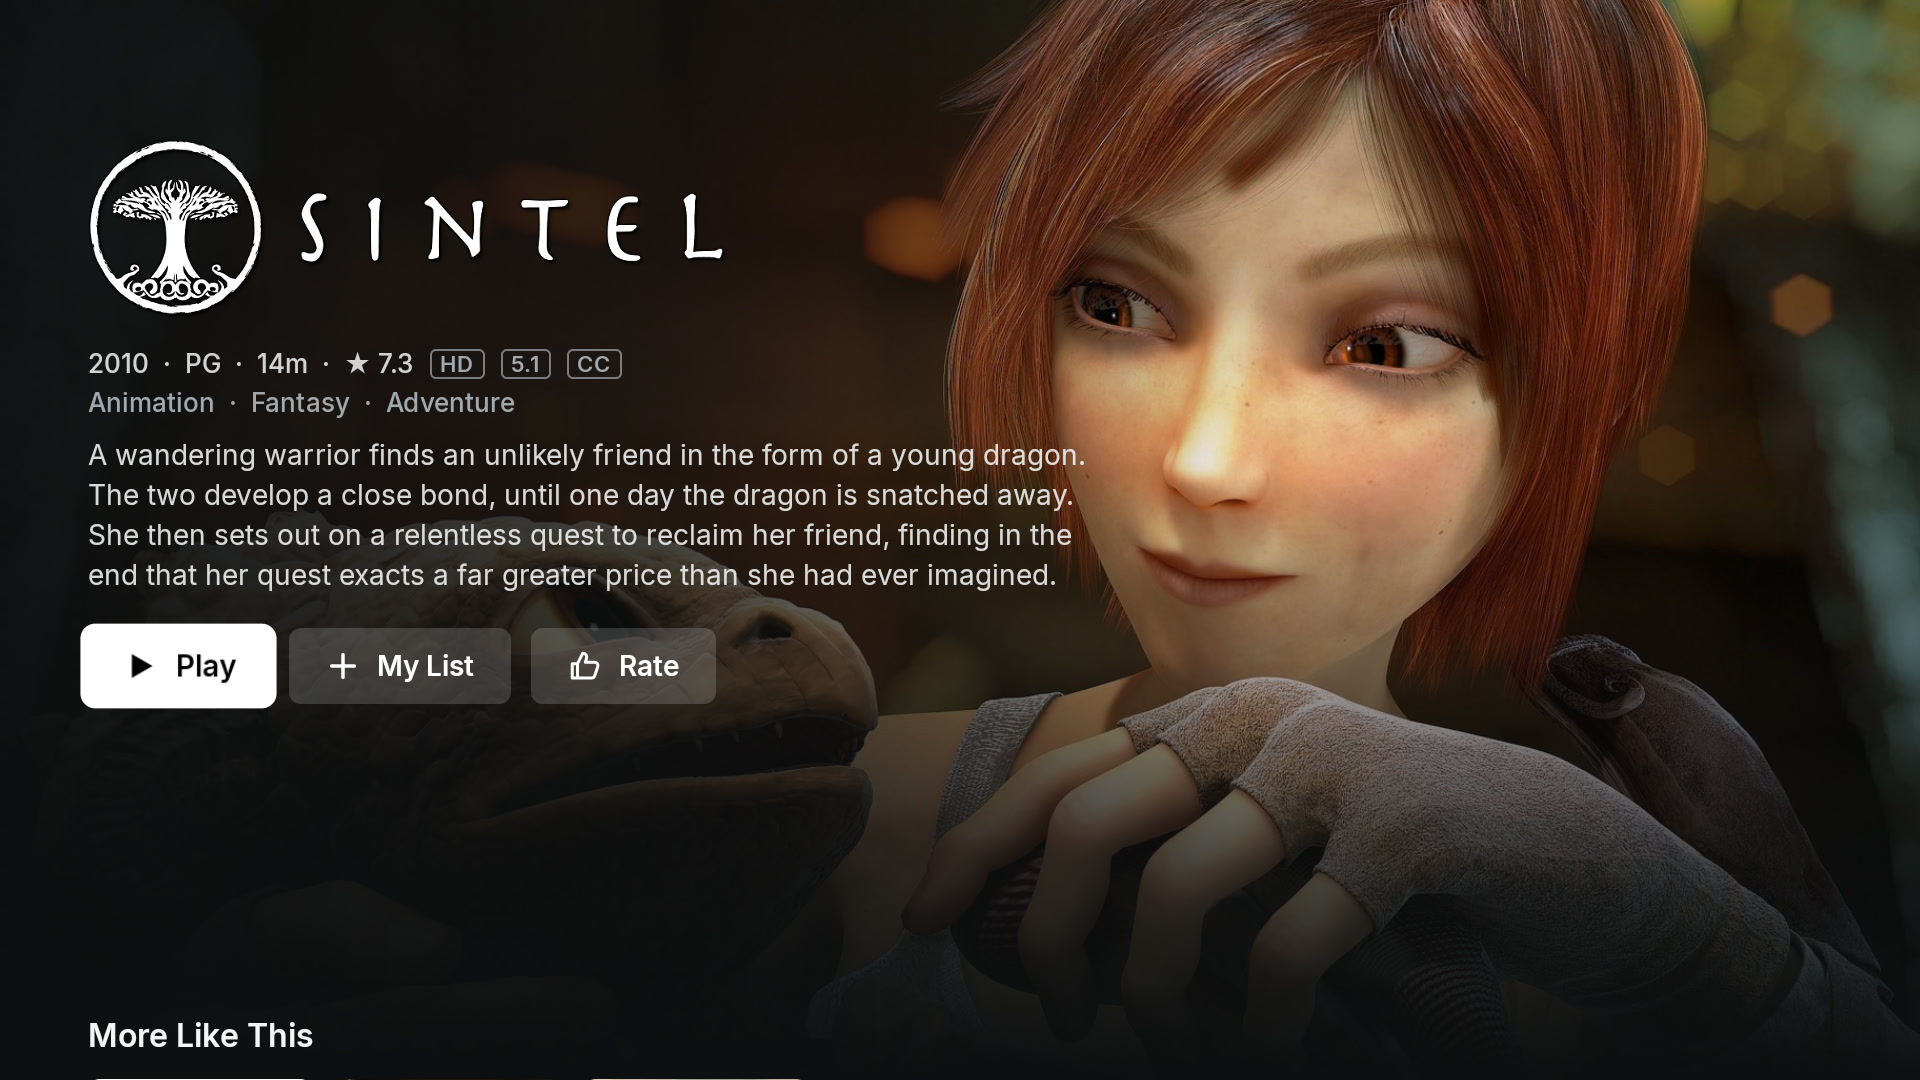 SINTEL
2010 · PG · 14m · ★ 7.3 HD 5.1 CC
Animation · Fantasy · Adventure
A wandering warrior finds an unlikely friend in the form of a young dragon.
The two develop a close bond, until one day the dragon is snatched away.
She then sets out on a relentless quest to reclaim her friend, finding in the
end that her quest exacts a far greater price than she had ever imagined.
Play My List Rate
More Like This